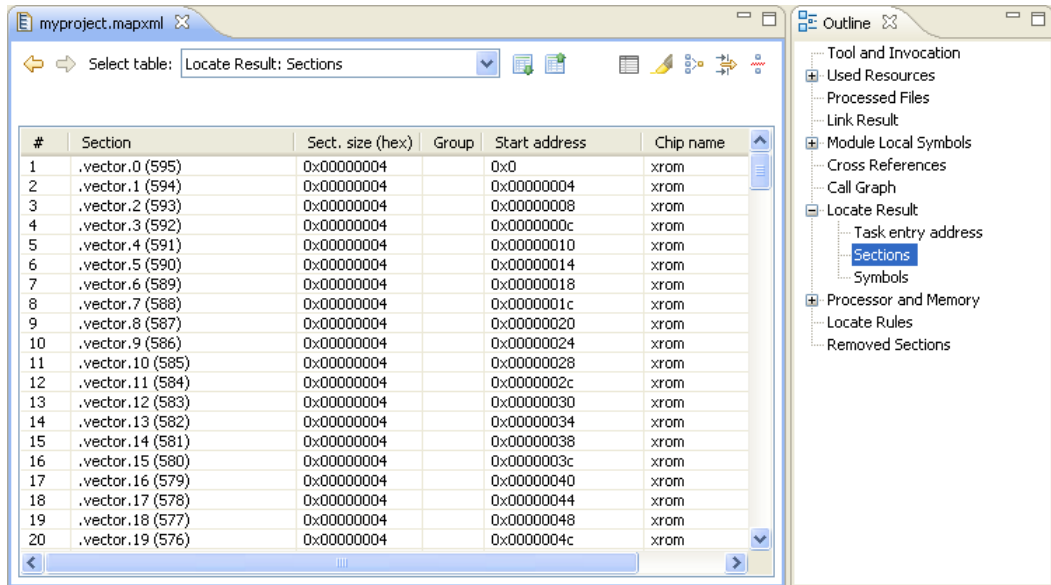 myproject.mapxml
Select table: Locate Result: Sections
# Section Sect. size (hex) Group Start address Chip name
1 .vector.0 (595) 0x00000004 0x0 xrom
2 .vector.1 (594) 0x00000004 0x00000004 xrom
3 .vector.2 (593) 0x00000004 0x00000008 xrom
4 .vector.3 (592) 0x00000004 0x0000000c xrom
5 .vector.4 (591) 0x00000004 0x00000010 xrom
6 .vector.5 (590) 0x00000004 0x00000014 xrom
7 .vector.6 (589) 0x00000004 0x00000018 xrom
8 .vector.7 (588) 0x00000004 0x0000001c xrom
9 .vector.8 (587) 0x00000004 0x00000020 xrom
10 .vector.9 (586) 0x00000004 0x00000024 xrom
11 .vector.10 (585) 0x00000004 0x00000028 xrom
12 .vector.11 (584) 0x00000004 0x0000002c xrom
13 .vector.12 (583) 0x00000004 0x00000030 xrom
14 .vector.13 (582) 0x00000004 0x00000034 xrom
15 .vector.14 (581) 0x00000004 0x00000038 xrom
16 .vector.15 (580) 0x00000004 0x0000003c xrom
17 .vector.16 (579) 0x00000004 0x00000040 xrom
18 .vector.17 (578) 0x00000004 0x00000044 xrom
19 .vector.18 (577) 0x00000004 0x00000048 xrom
20 .vector.19 (576) 0x00000004 0x0000004c xrom
Outline
Tool and Invocation
Used Resources
Processed Files
Link Result
Module Local Symbols
Cross References
Call Graph
Locate Result
Task entry address
Sections
Symbols
Processor and Memory
Locate Rules
Removed Sections